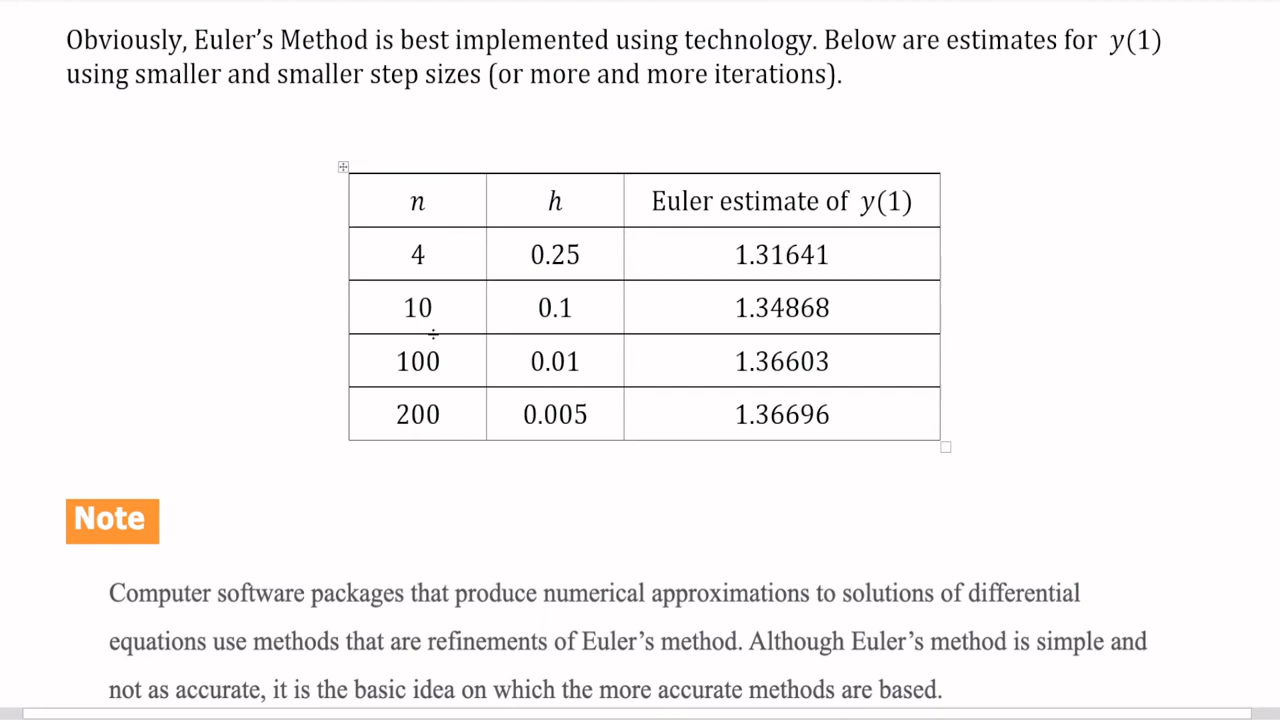 Obviously, Euler’s Method is best implemented using technology. Below are estimates for y(1)
using smaller and smaller step sizes (or more and more iterations).
n h Euler estimate of y(1)
4 0.25 1.31641
10 0.1 1.34868
100 0.01 1.36603
200 0.005 1.36696
Note
Computer software packages that produce numerical approximations to solutions of differential
equations use methods that are refinements of Euler’s method. Although Euler’s method is simple and
not as accurate, it is the basic idea on which the more accurate methods are based.